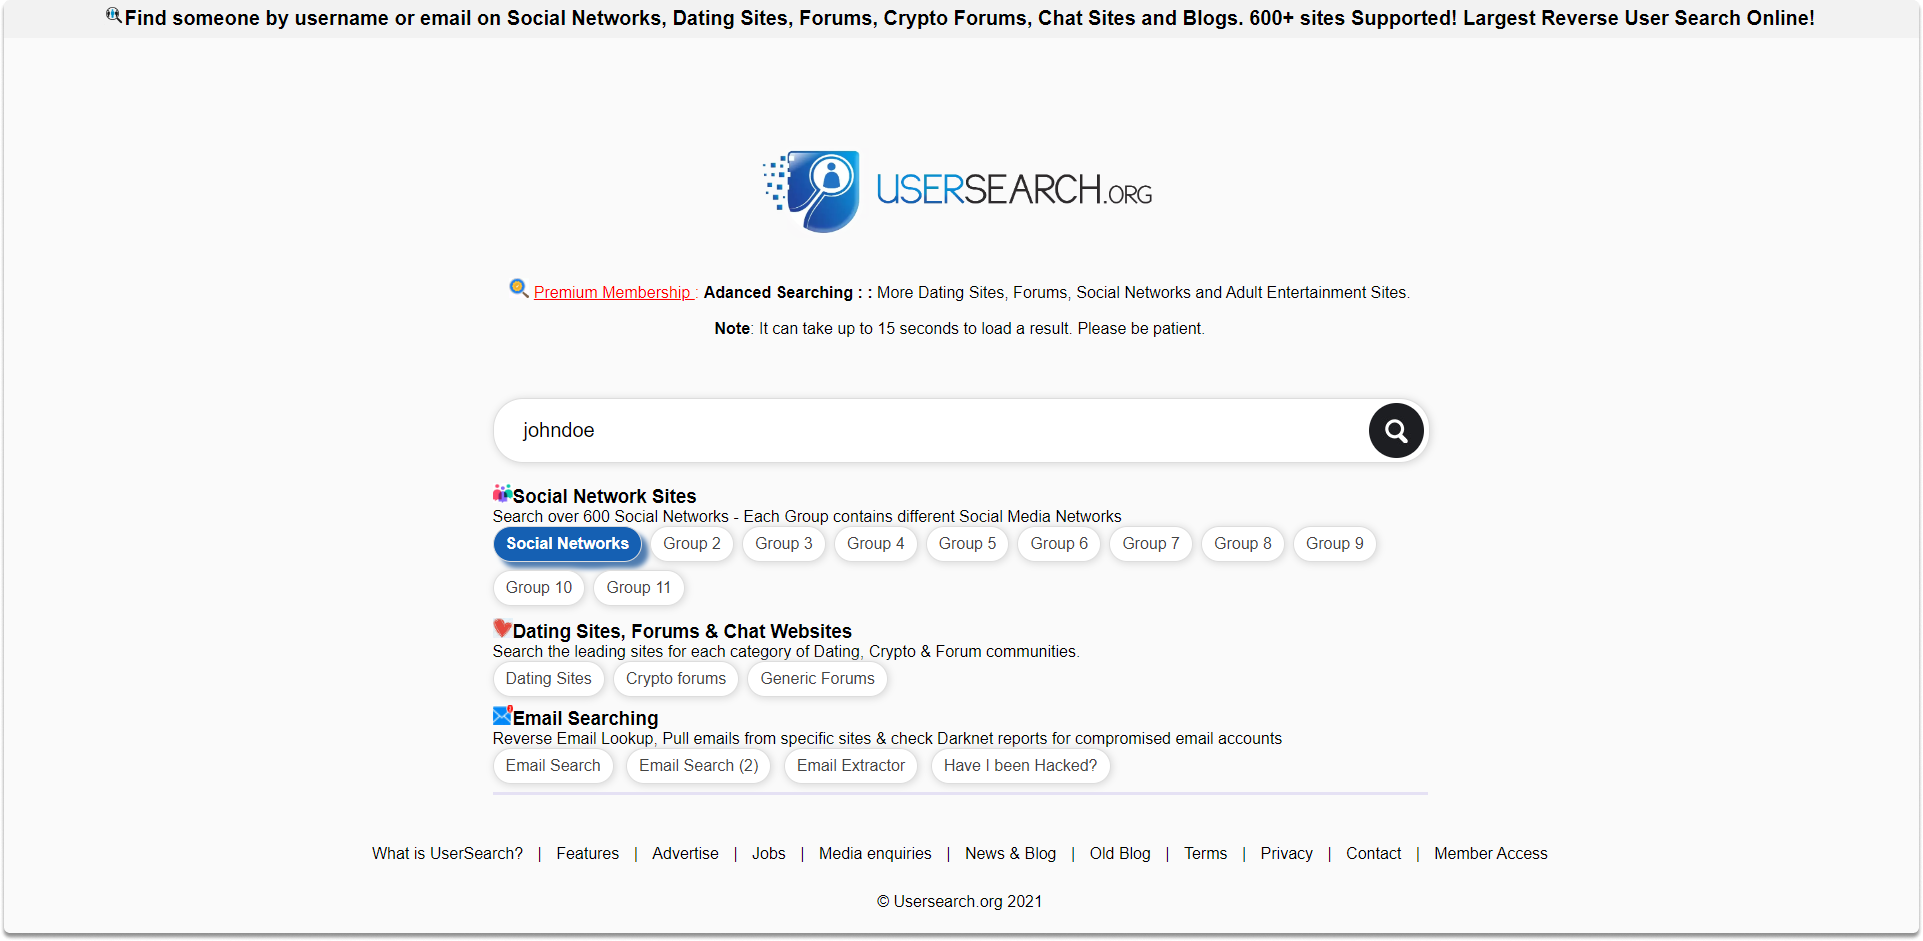 Find someone by username or email on Social Networks, Dating Sites, Forums, Crypto Forums, Chat Sites and Blogs. 600+ sites Supported! Largest Reverse User Search Online!
USERSEARCH.ORG
Premium Membership : Adanced Searching : : More Dating Sites, Forums, Social Networks and Adult Entertainment Sites.
Note: It can take up to 15 seconds to load a result. Please be patient.
johndoe
Social Network Sites
Search over 600 Social Networks - Each Group contains different Social Media Networks
Social Networks Group 2 Group 3 Group 4 Group 5 Group 6 Group 7 Group 8 Group 9
Group 10 Group 11
Dating Sites, Forums & Chat Websites
Search the leading sites for each category of Dating, Crypto & Forum communities.
Dating Sites Crypto forums Generic Forums
Email Searching
Reverse Email Lookup, Pull emails from specific sites & check Darknet reports for compromised email accounts
Email Search Email Search (2) Email Extractor Have I been Hacked?
What is UserSearch? | Features | Advertise | Jobs | Media enquiries | News & Blog | Old Blog | Terms | Privacy | Contact | Member Access
© Usersearch.org 2021